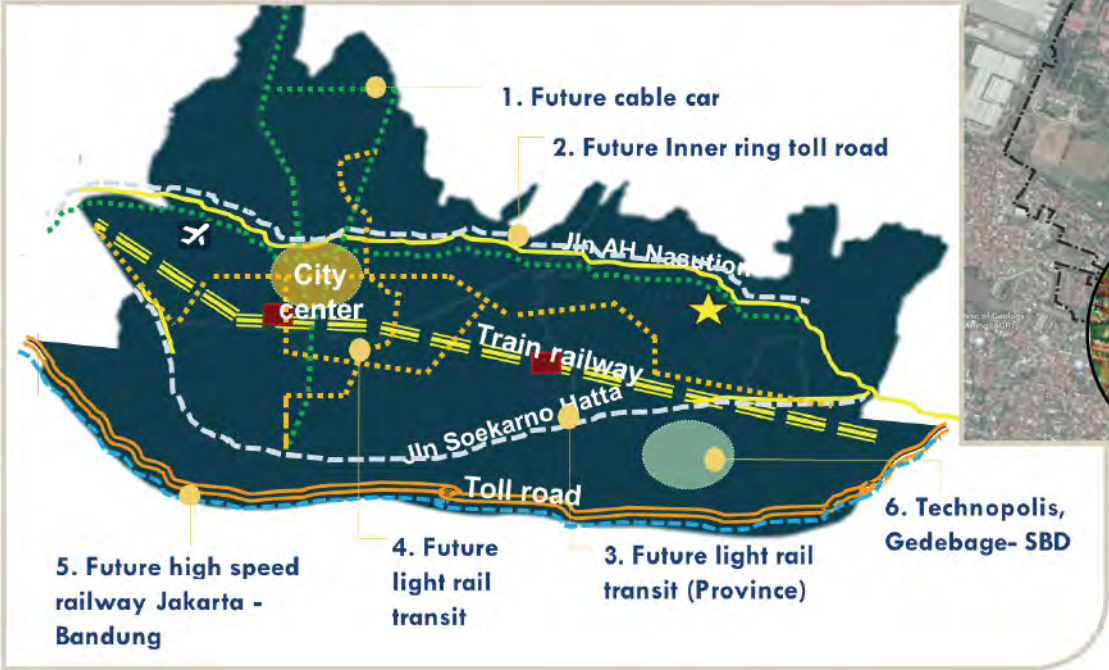 1. Future cable car
2. Future Inner ring toll road
Jln AH Nasution
City
center
Train railway
Jln Soekarno Hatta
Toll road
6. Technopolis,
Gedebage- SBD
5. Future high speed
railway Jakarta -
Bandung
4. Future
light rail
transit
3. Future light rail
transit (Province)